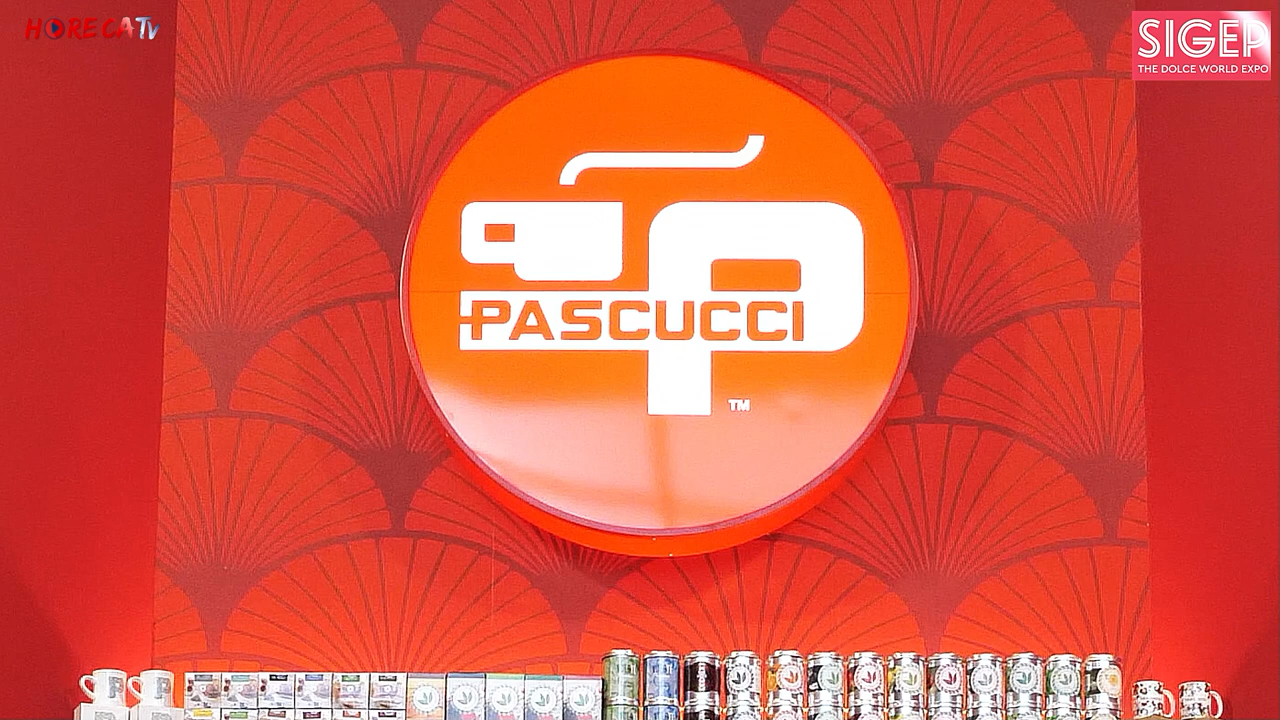 HORECATv
SIGEP
THE DOLCE WORLD EXPO
PASCUCCI
TM